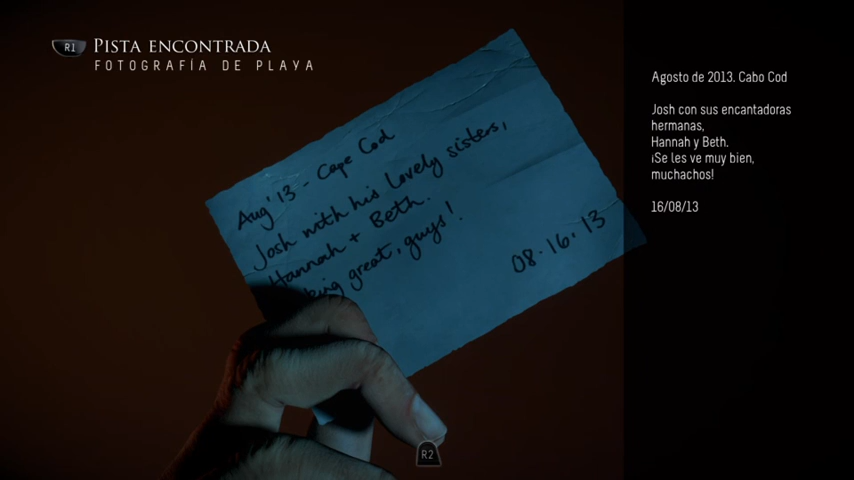 R1 PISTA ENCONTRADA
FOTOGRAFÍA DE PLAYA
Aug' 13 - Cape Cod
Josh with his lovely sisters,
Hannah + Beth.
king great, guys!
08.16.13
Agosto de 2013. Cabo Cod
Josh con sus encantadoras
hermanas,
Hannah y Beth.
¡Se les ve muy bien,
muchachos!
16/08/13
R2